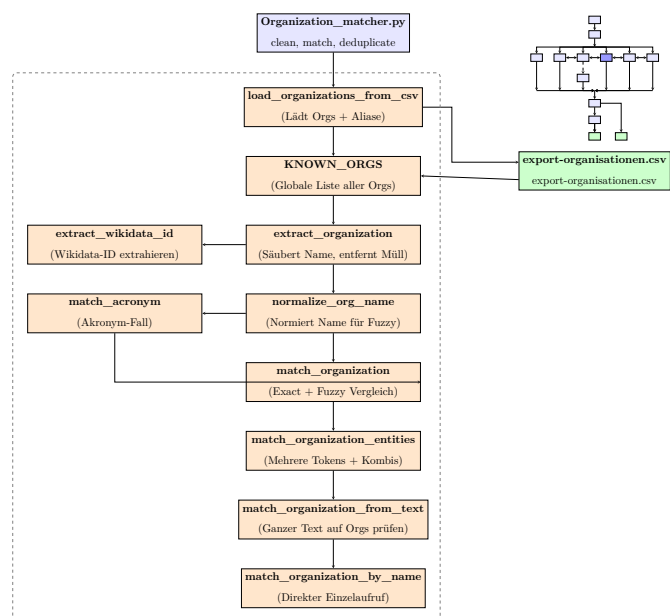 Organization_matcher.py
clean, match, deduplicate
load_organizations_from_csv
(Lädt Orgs + Aliase)
KNOWN_ORGS
(Globale Liste aller Orgs)
export-organisationen.csv
export-organisationen.csv
extract_wikidata_id
(Wikidata-ID extrahieren)
extract_organization
(Säubert Name, entfernt Müll)
match_acronym
(Akronym-Fall)
normalize_org_name
(Normiert Name für Fuzzy)
match_organization
(Exact + Fuzzy Vergleich)
match_organization_entities
(Mehrere Tokens + Kombis)
match_organization_from_text
(Ganzer Text auf Orgs prüfen)
match_organization_by_name
(Direkter Einzelaufruf)